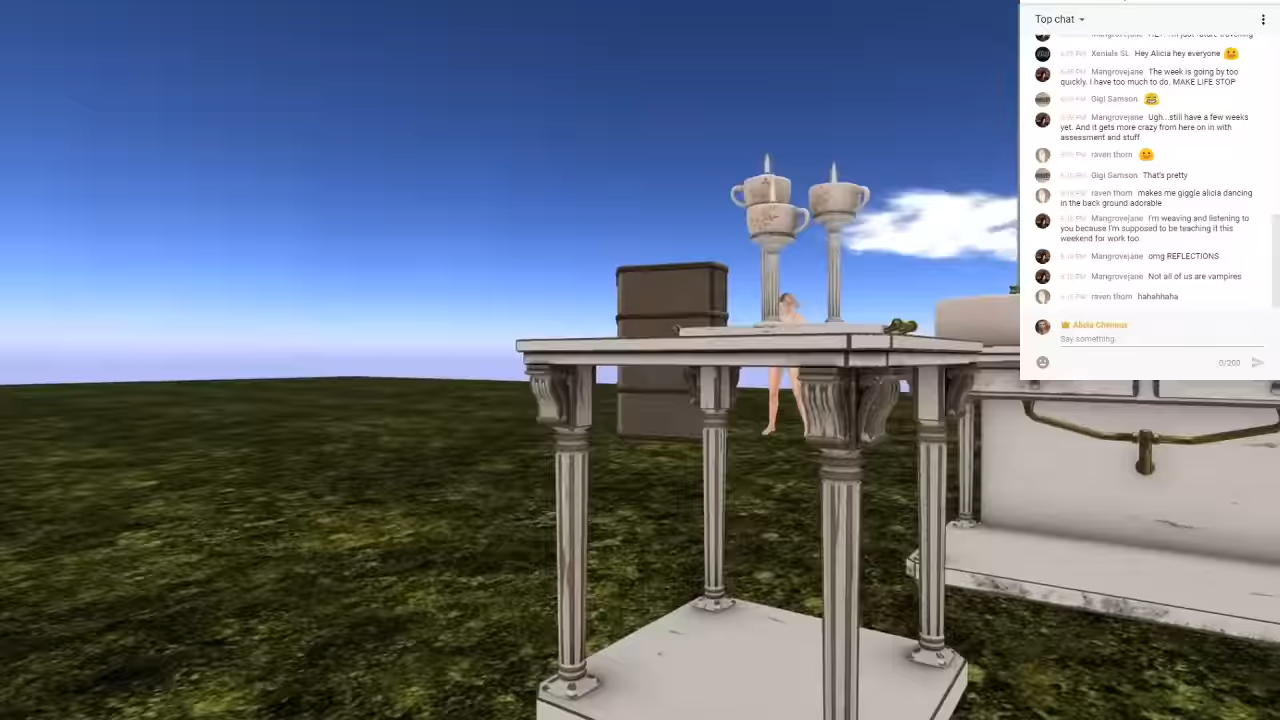 Top chat
Xeniale SL Hey Alicia hey everyone
Mangrovejane The week is going by too
quickly. I have too much to do. MAKE LIFE STOP
Gigi Samson
Mangrovejane Ugh...still have a few weeks
yet. And it gets more crazy from here on in with
assessment and stuff
raven thorn
Gigi Samson That's pretty
raven thorn makes me giggle alicia dancing
in the back ground adorable
Mangrovejane I'm weaving and listening to
you because I'm supposed to be teaching it this
weekend for work too
Mangrovejane omg REFLECTIONS
Mangrovejane Not all of us are vampires
raven thorn hahahhaha
Alicia Chenaux
Say something...
0/200